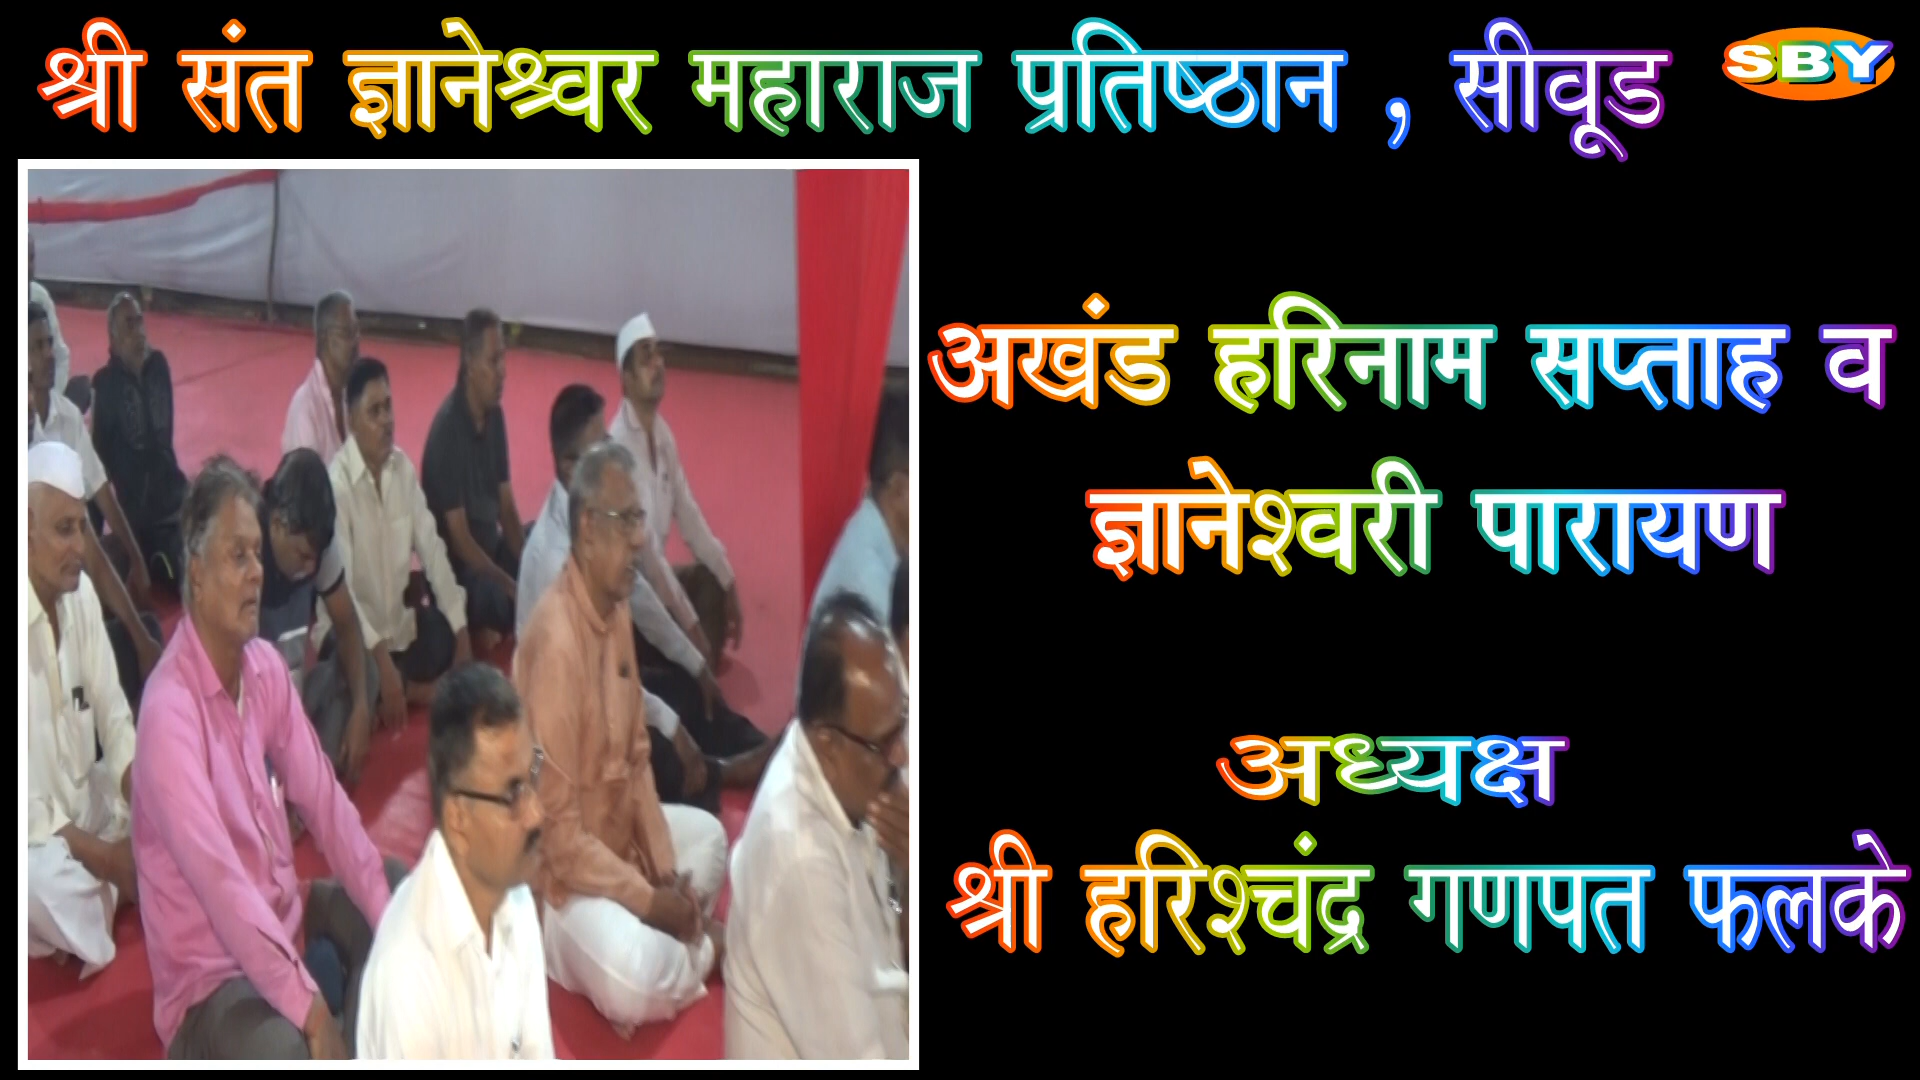 श्री संत ज्ञानेश्वर महाराज प्रतिष्ठान , सीवूड
SBY
अखंड हरिनाम सप्ताह व
ज्ञानेश्वरी पारायण
अध्यक्ष
श्री हरिश्चंद्र गणपत फलके